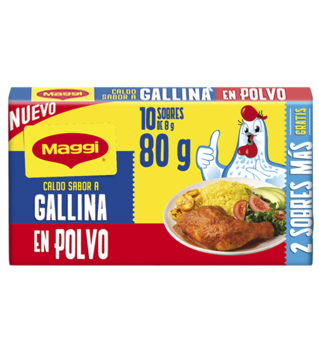 Maggi
CALDO
SABOR A
GALLINA
EN POLVO
NUEVO
Maggi
CALDO SABOR A
GALLINA
EN POLVO
10 SOBRES
DE 8 g
80 g
2 SOBRES MÁS
GRATIS